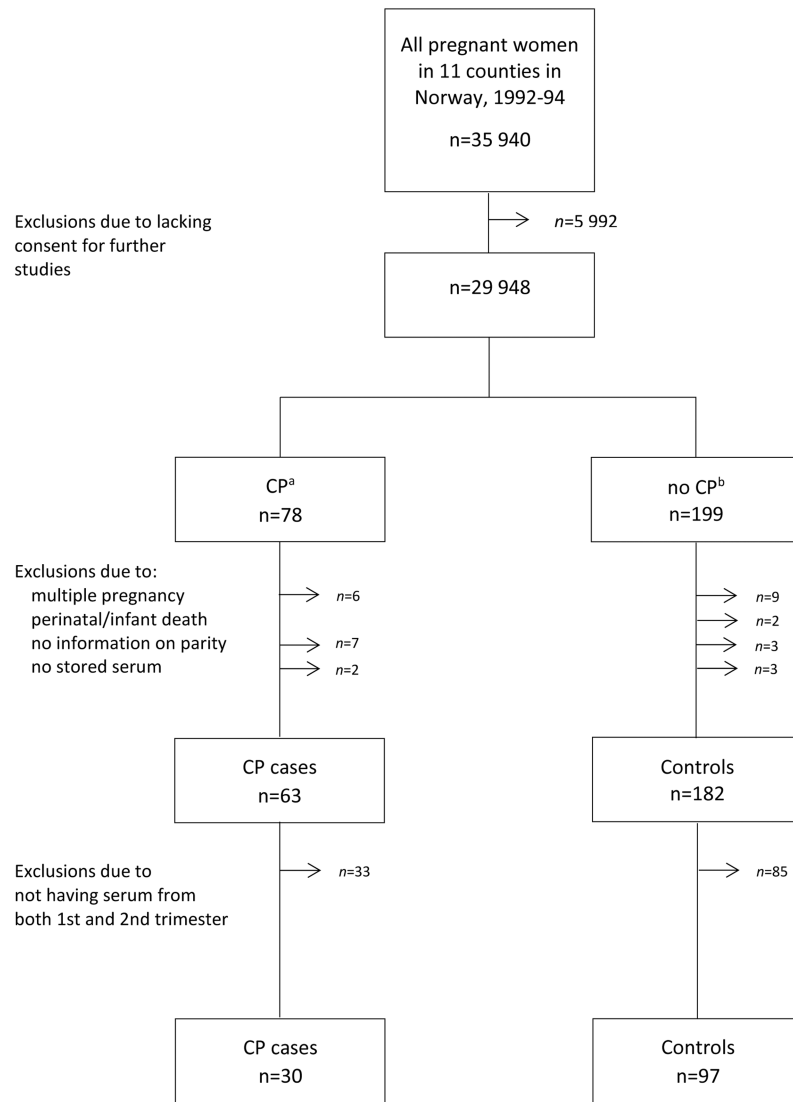 All pregnant women
in 11 counties in
Norway, 1992-94
n=35 940
Exclusions due to lacking
consent for further
studies
n=5 992
n=29 948
CPᵃ
n=78
no CPᵇ
n=199
Exclusions due to:
multiple pregnancy
perinatal/infant death
no information on parity
no stored serum
n=6
n=7
n=2
n=9
n=2
n=3
n=3
CP cases
n=63
Controls
n=182
Exclusions due to
not having serum from
both 1st and 2nd trimester
n=33
n=85
CP cases
n=30
Controls
n=97